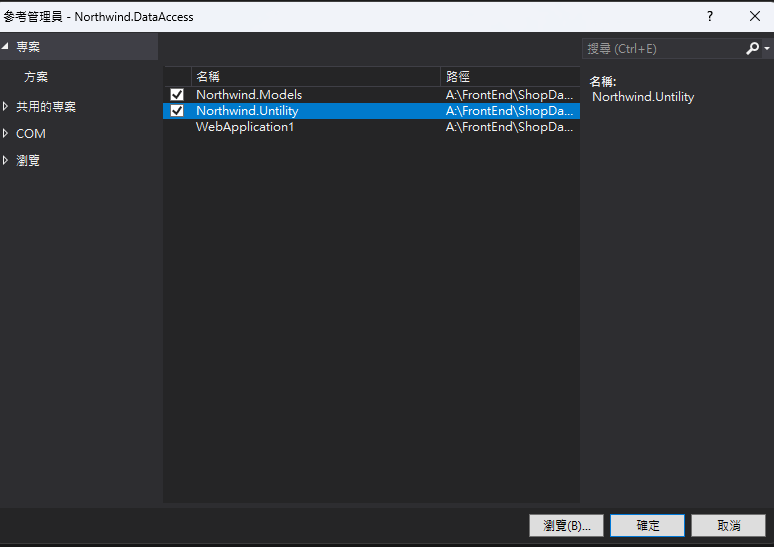 參考管理員 - Northwind.DataAccess
?
專案
方案
共用的專案
COM
瀏覽
名稱 路徑
Northwind.Models A:\FrontEnd\ShopDa...
Northwind.Untility A:\FrontEnd\ShopDa...
WebApplication1 A:\FrontEnd\ShopDa...
搜尋 (Ctrl+E)
名稱:
Northwind.Untility
瀏覽(B)... 確定 取消